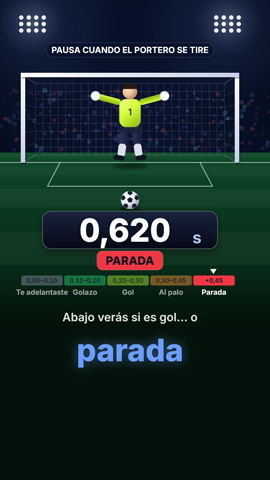 PAUSA CUANDO EL PORTERO SE TIRE
1
0,620 s
PARADA
0,00–0,10 0,10–0,20 0,20–0,30 0,30–0,45 +0,45
Te adelantaste Golazo Gol Al palo Parada
Abajo verás si es gol... o
parada